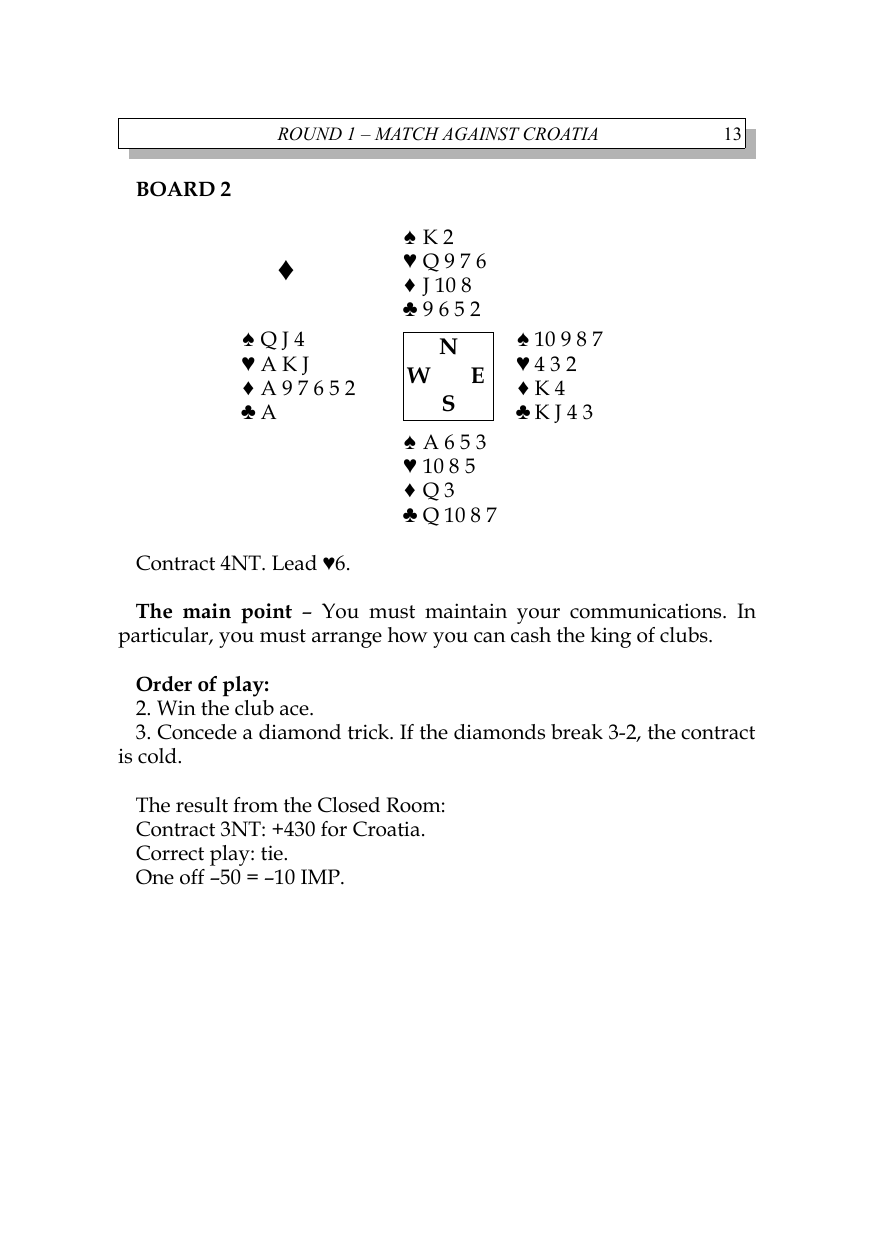 ROUND 1 – MATCH AGAINST CROATIA 13
BOARD 2
♠ K 2
♦
♥ Q 9 7 6
♦ J 10 8
♣ 9 6 5 2
♠ Q J 4
♥ A K J
♦ A 9 7 6 5 2
♣ A
N
W E
S
♠ 10 9 8 7
♥ 4 3 2
♦ K 4
♣ K J 4 3
♠ A 6 5 3
♥ 10 8 5
♦ Q 3
♣ Q 10 8 7
Contract 4NT. Lead ♥6.
The main point – You must maintain your communications. In
particular, you must arrange how you can cash the king of clubs.
Order of play:
2. Win the club ace.
3. Concede a diamond trick. If the diamonds break 3-2, the contract
is cold.
The result from the Closed Room:
Contract 3NT: +430 for Croatia.
Correct play: tie.
One off –50 = –10 IMP.